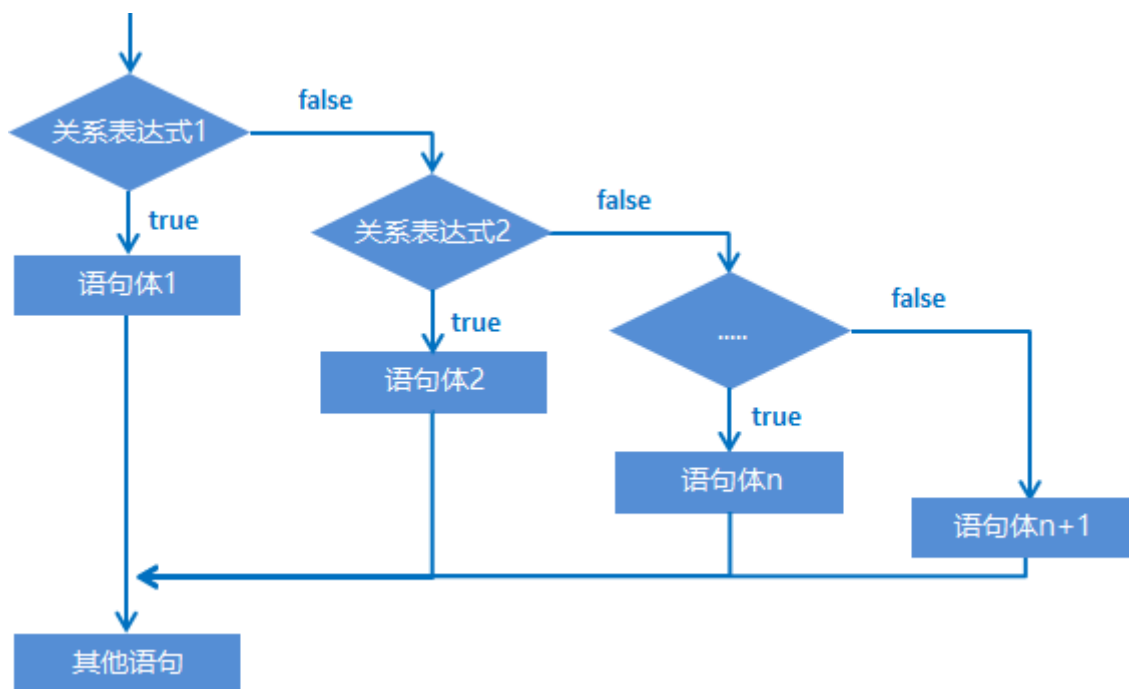 false
关系表达式1
true
false
关系表达式2
语句体1
false
true
.....
语句体2
true
语句体n
语句体n+1
其他语句